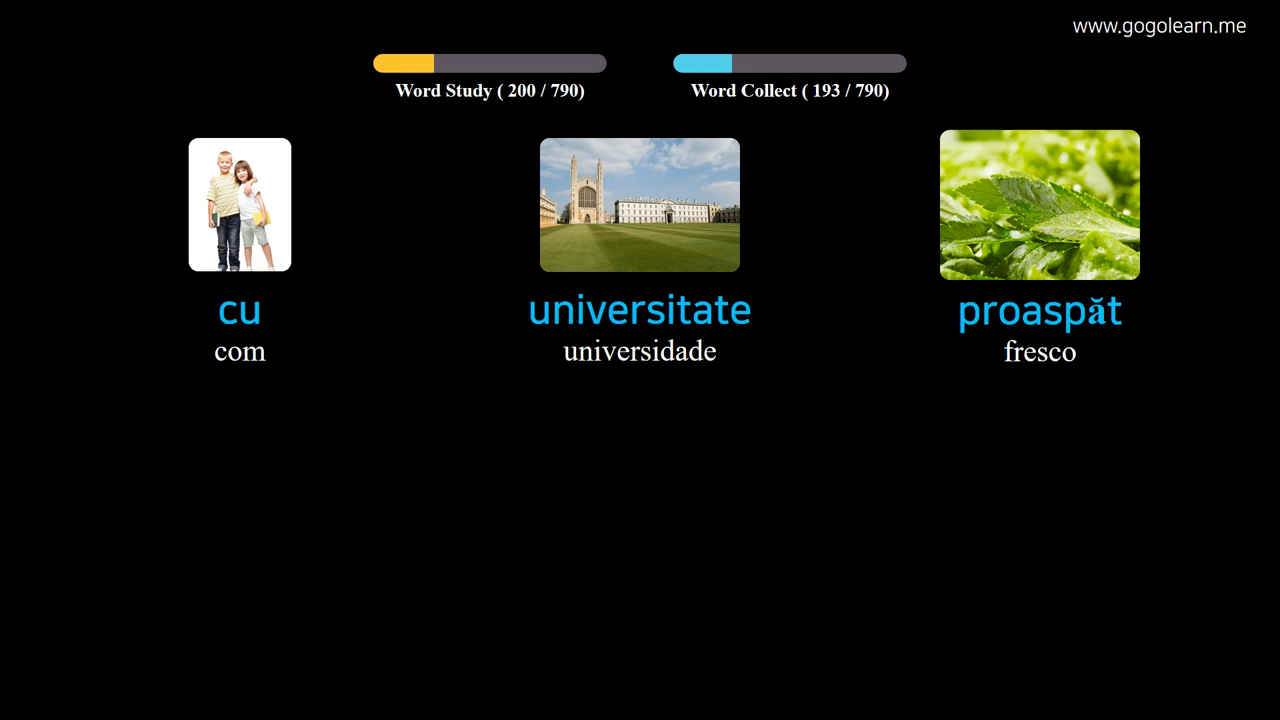 www.gogolearn.me
Word Study ( 200 / 790)
Word Collect ( 193 / 790)
cu
com
universitate
universidade
proaspăt
fresco